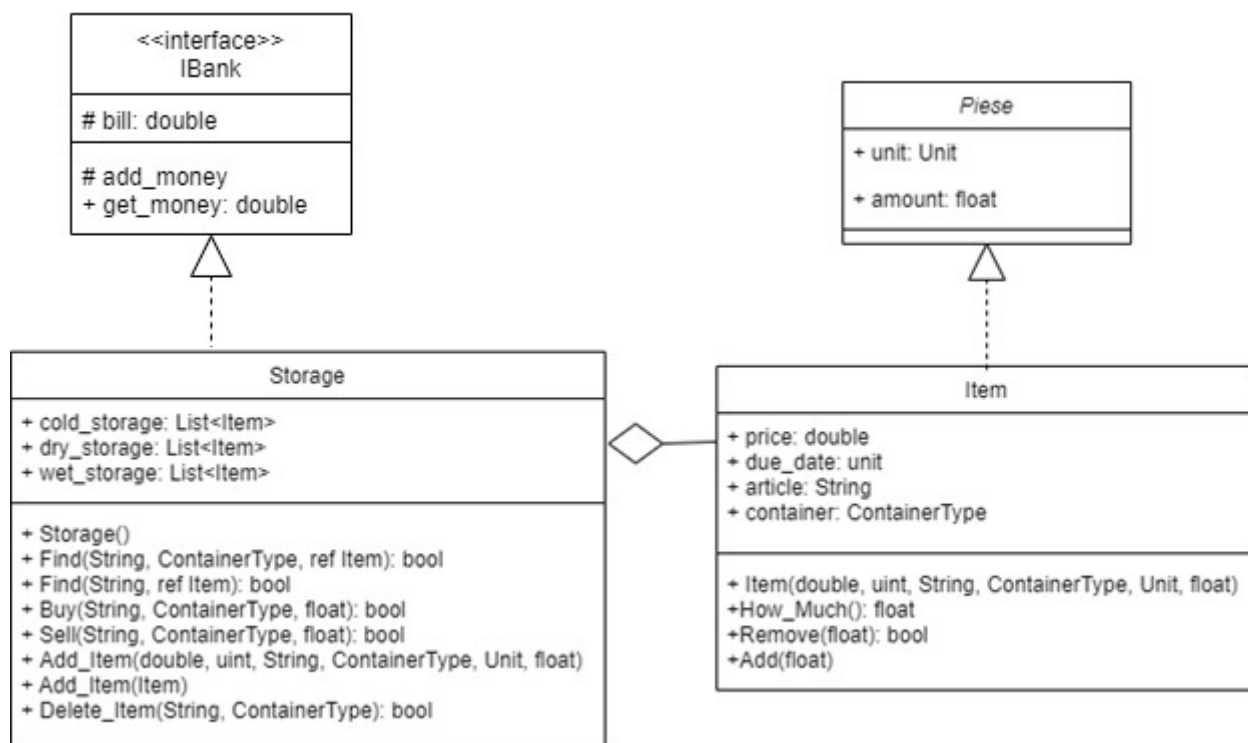 <<interface>>
IBank
# bill: double
# add_money
+ get_money: double
Piese
+ unit: Unit
+ amount: float
Storage
+ cold_storage: List<Item>
+ dry_storage: List<Item>
+ wet_storage: List<Item>
+ Storage()
+ Find(String, ContainerType, ref Item): bool
+ Find(String, ref Item): bool
+ Buy(String, ContainerType, float): bool
+ Sell(String, ContainerType, float): bool
+ Add_Item(double, uint, String, ContainerType, Unit, float)
+ Add_Item(Item)
+ Delete_Item(String, ContainerType): bool
Item
+ price: double
+ due_date: unit
+ article: String
+ container: ContainerType
+ Item(double, uint, String, ContainerType, Unit, float)
+How_Much(): float
+Remove(float): bool
+Add(float)